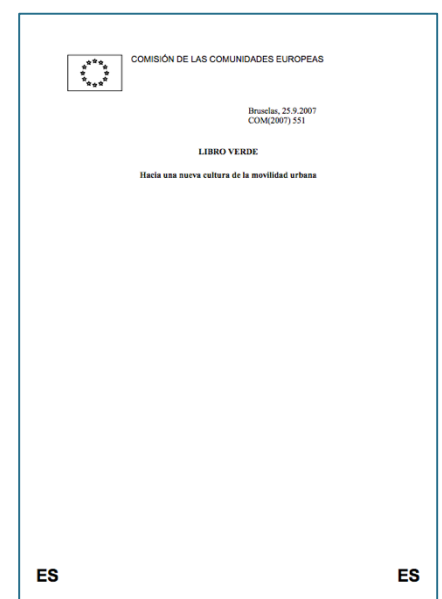 COMISIÓN DE LAS COMUNIDADES EUROPEAS
Bruselas, 25.9.2007
COM(2007) 551
LIBRO VERDE
Hacia una nueva cultura de la movilidad urbana
ES ES